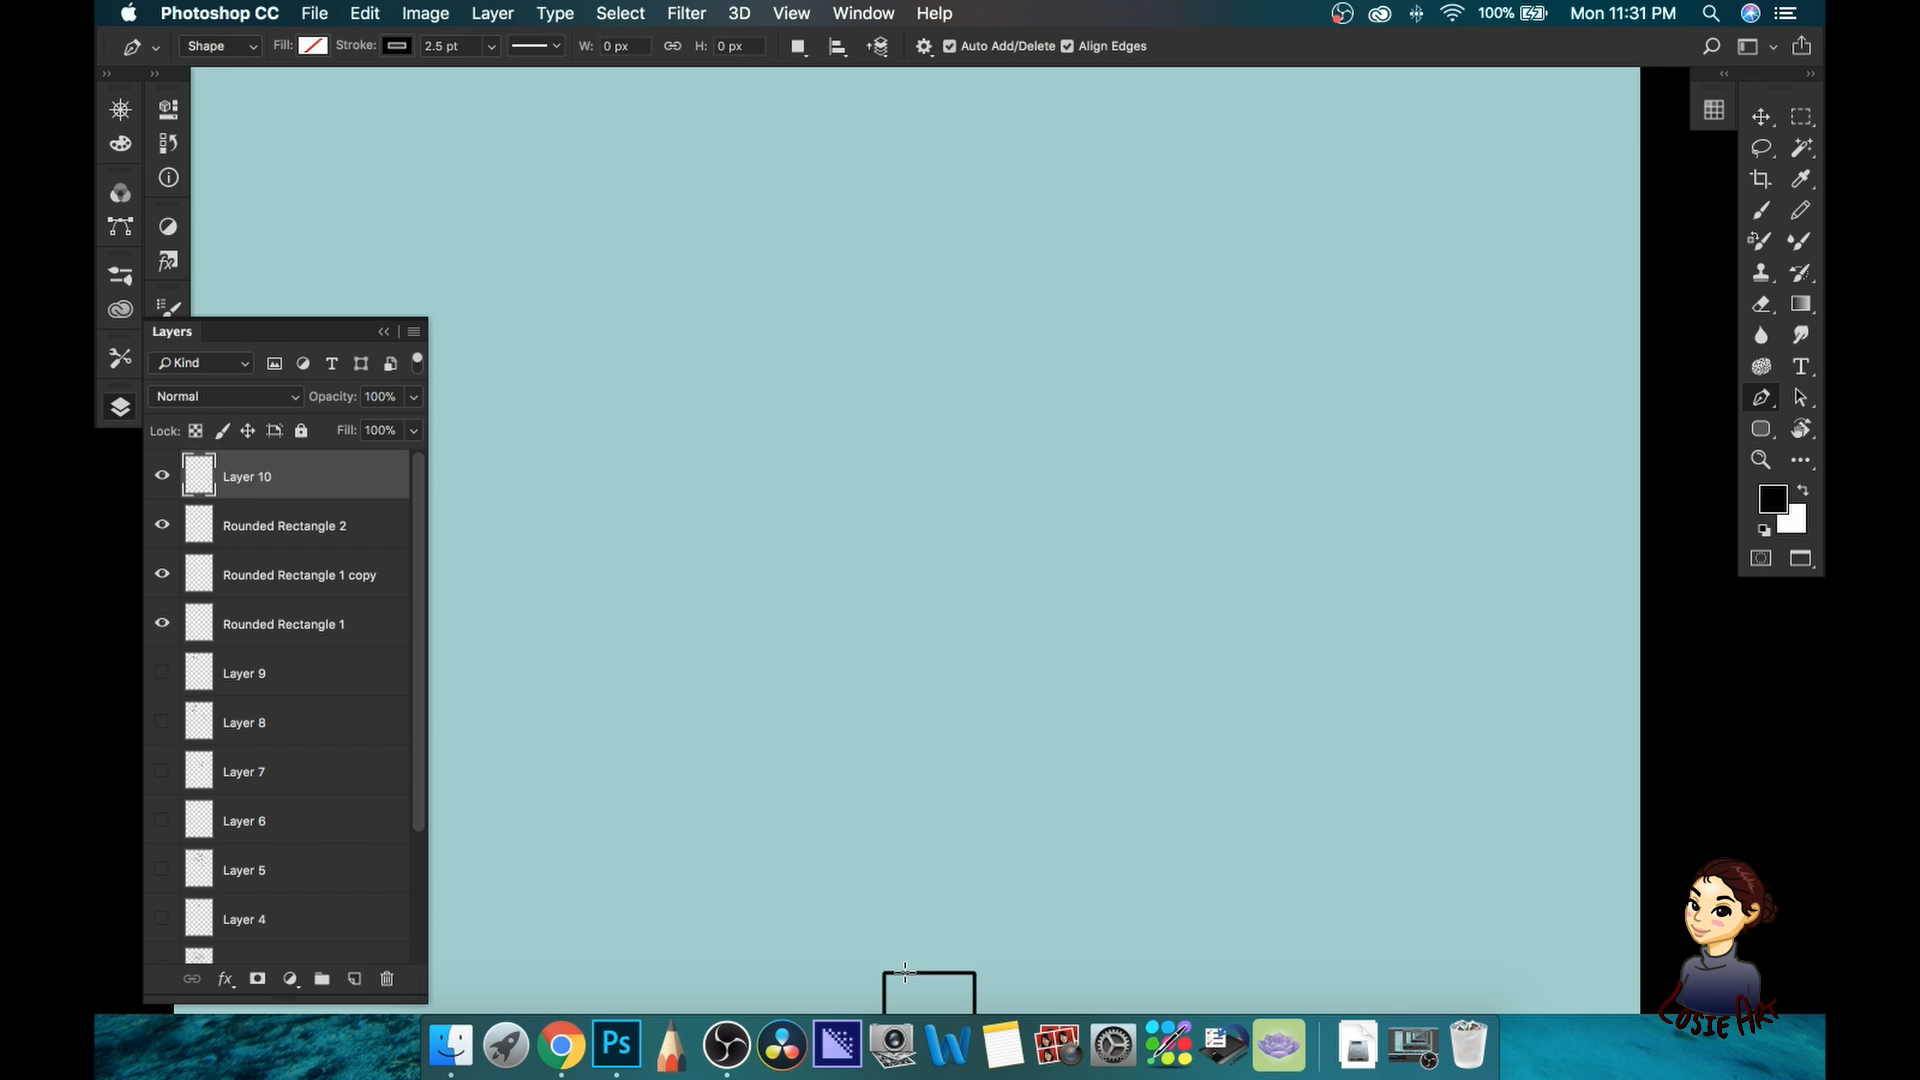 Photoshop CC File Edit Image Layer Type Select Filter 3D View Window Help 100% Mon 11:31 PM
Shape Fill: Stroke: 2.5 pt W: 0 px H: 0 px Auto Add/Delete Align Edges
Layers
Kind
Normal Opacity: 100%
Lock: Fill: 100%
Layer 10
Rounded Rectangle 2
Rounded Rectangle 1 copy
Rounded Rectangle 1
Layer 9
Layer 8
Layer 7
Layer 6
Layer 5
Layer 4
fx
Ps
W
COSIE ART